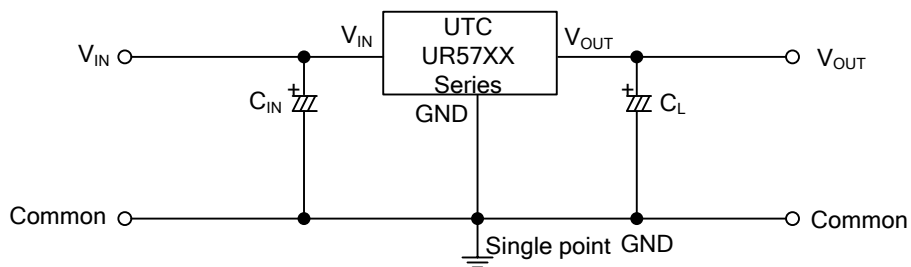 UTC
UR57XX
Series
V_IN
V_IN
V_OUT
V_OUT
+
C_IN
GND
+
C_L
Common
Common
Single point GND